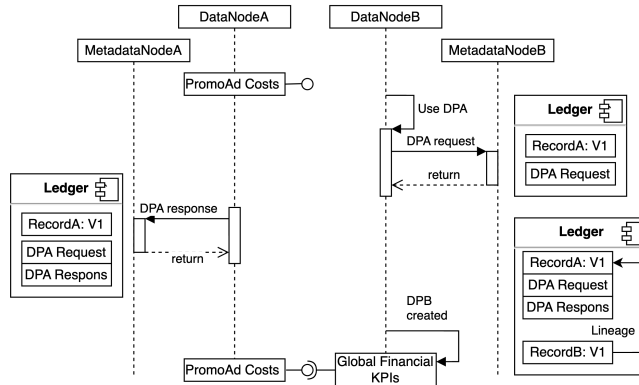 DataNodeA
DataNodeB
MetadataNodeA
MetadataNodeB
PromoAd Costs
Use DPA
DPA request
return
Ledger
RecordA: V1
DPA Request
Ledger
RecordA: V1
DPA Request
DPA Respons
DPA response
return
Ledger
RecordA: V1
DPA Request
DPA Respons
Lineage
RecordB: V1
DPB
created
PromoAd Costs
Global Financial
KPIs